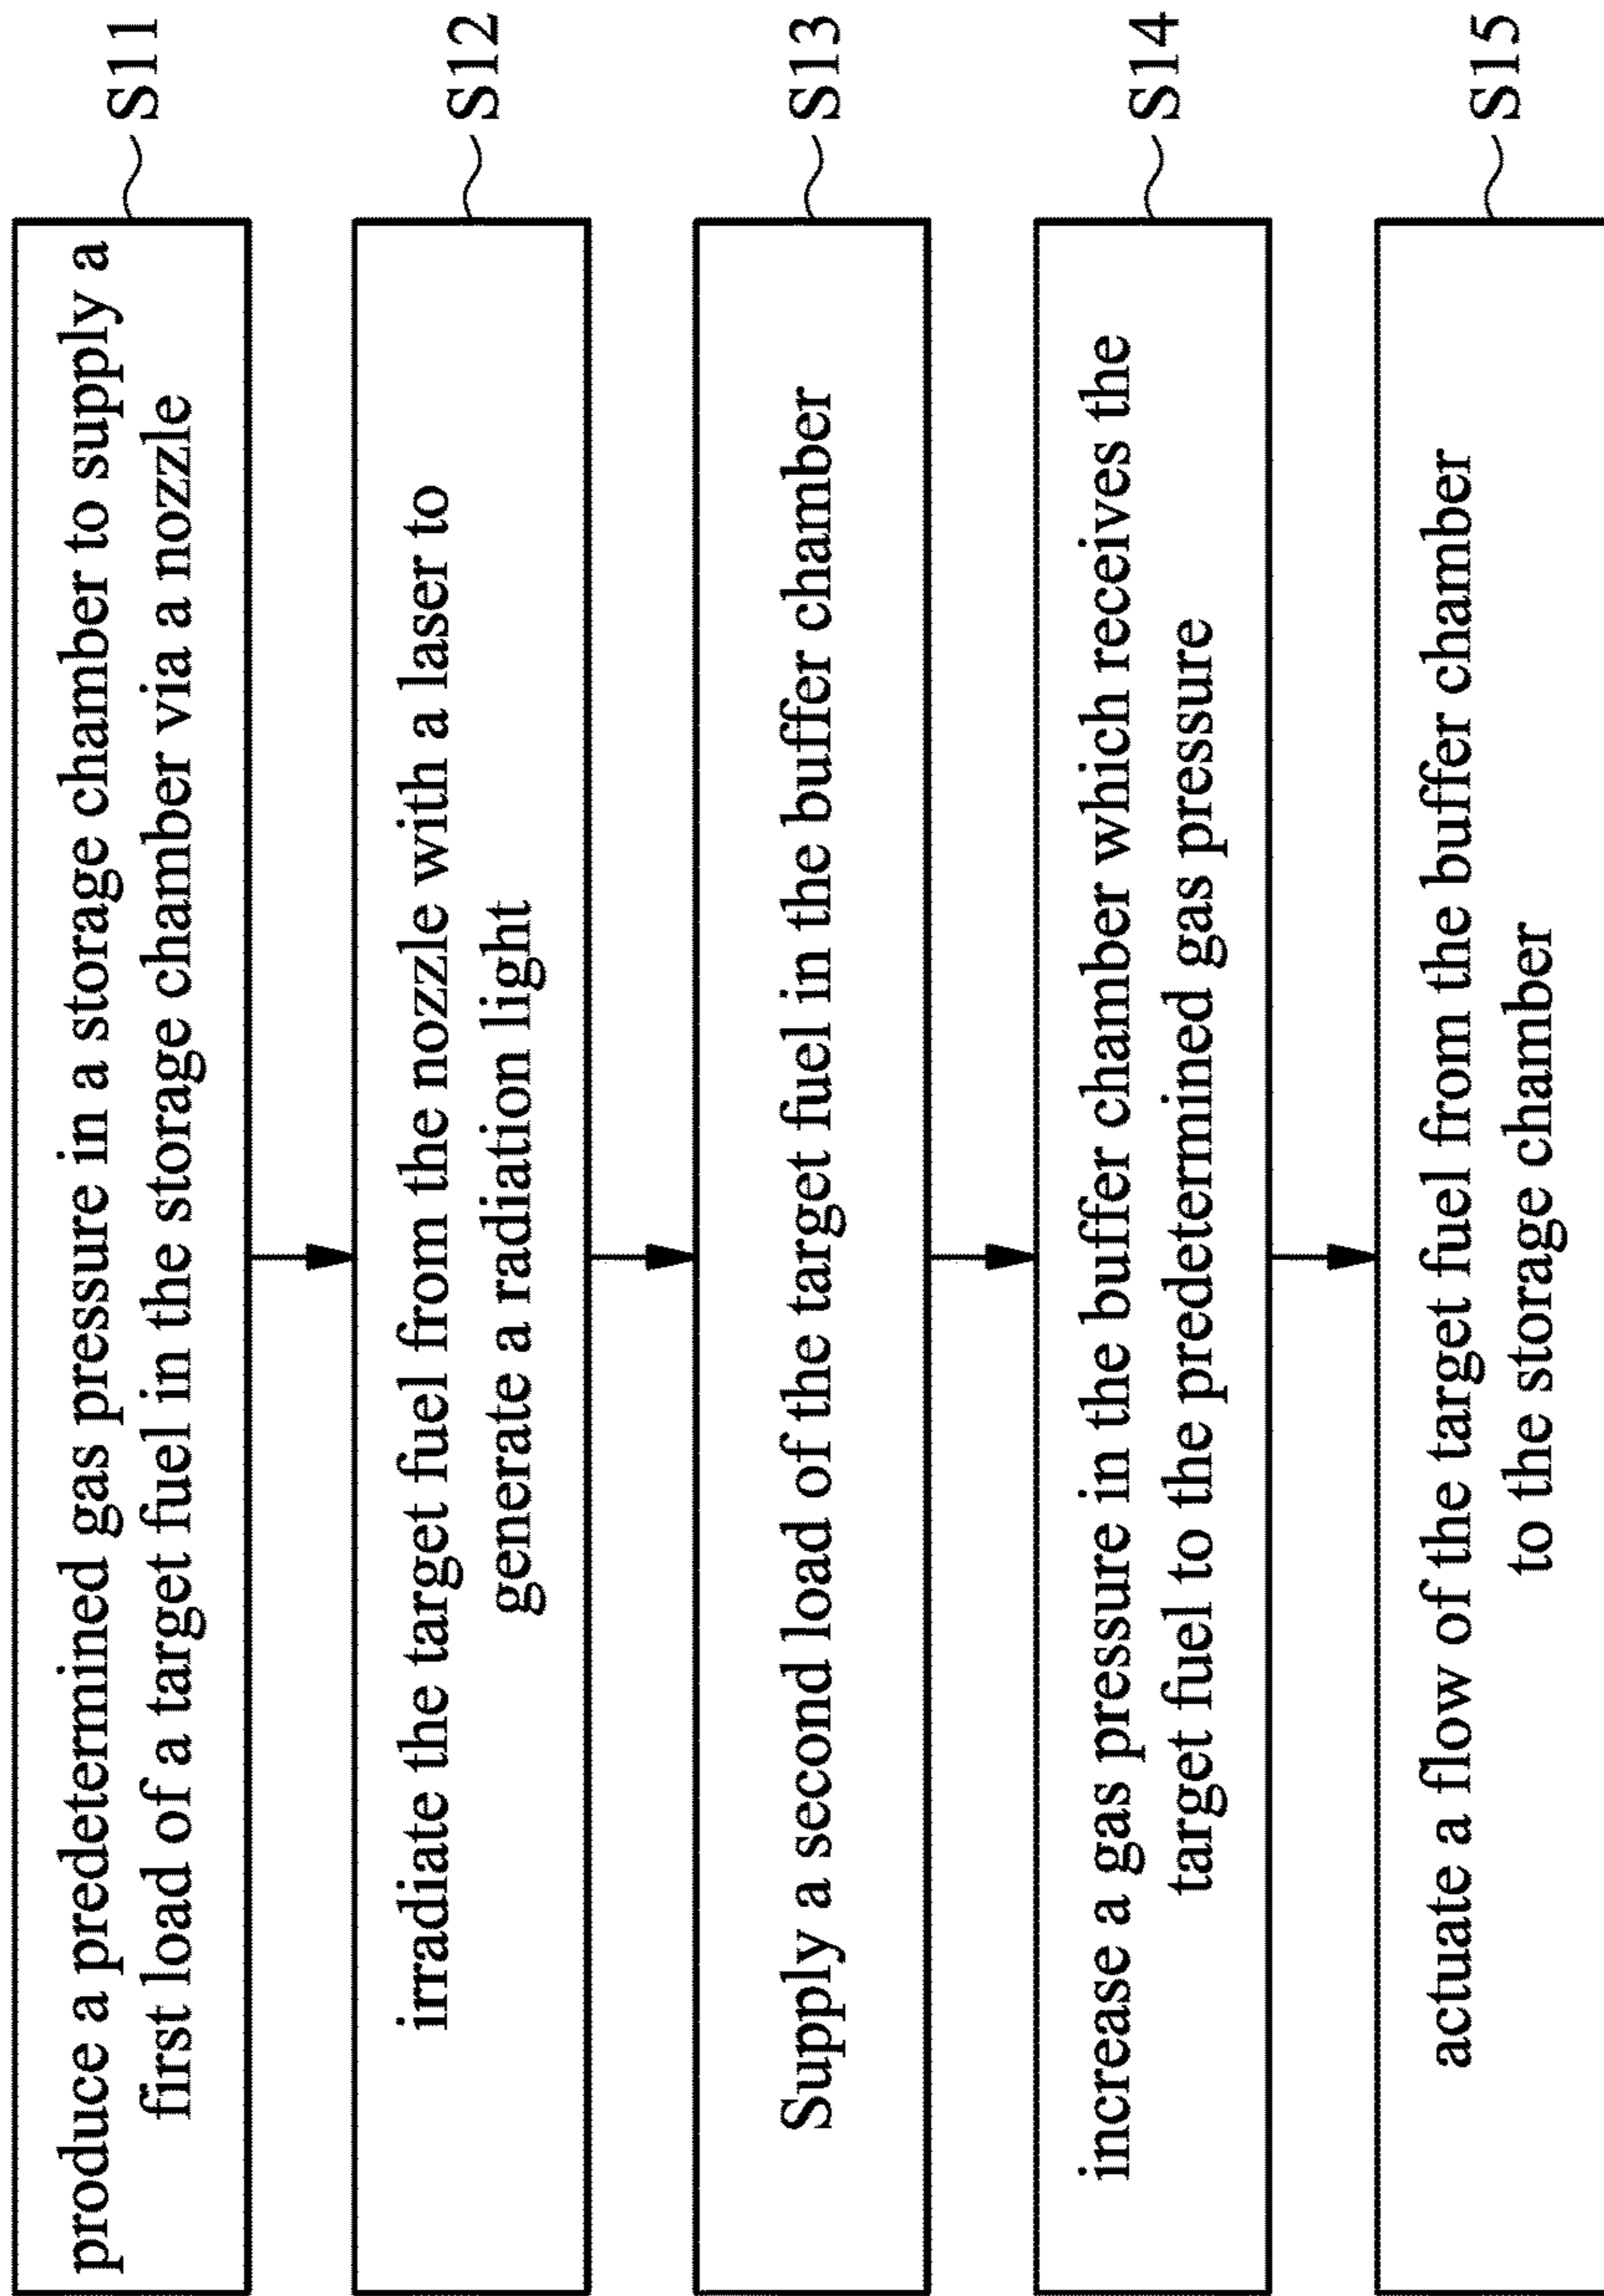 produce a predetermined gas pressure in a storage chamber to supply a
first load of a target fuel in the storage chamber via a nozzle
S11
irradiate the target fuel from the nozzle with a laser to
generate a radiation light
S12
Supply a second load of the target fuel in the buffer chamber
S13
increase a gas pressure in the buffer chamber which receives the
target fuel to the predetermined gas pressure
S14
actuate a flow of the target fuel from the buffer chamber
to the storage chamber
S15